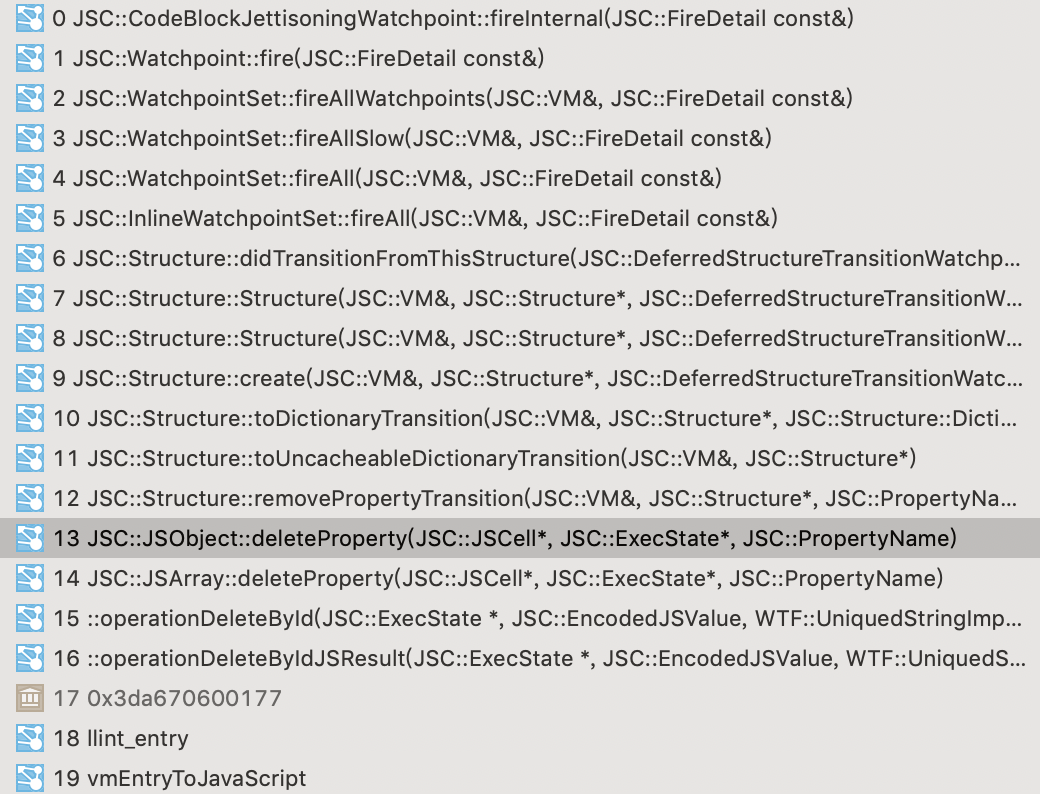 0 JSC::CodeBlockJettisoningWatchpoint::fireInternal(JSC::FireDetail const&)
1 JSC::Watchpoint::fire(JSC::FireDetail const&)
2 JSC::WatchpointSet::fireAllWatchpoints(JSC::VM&, JSC::FireDetail const&)
3 JSC::WatchpointSet::fireAllSlow(JSC::VM&, JSC::FireDetail const&)
4 JSC::WatchpointSet::fireAll(JSC::VM&, JSC::FireDetail const&)
5 JSC::InlineWatchpointSet::fireAll(JSC::VM&, JSC::FireDetail const&)
6 JSC::Structure::didTransitionFromThisStructure(JSC::DeferredStructureTransitionWatchp...
7 JSC::Structure::Structure(JSC::VM&, JSC::Structure*, JSC::DeferredStructureTransitionW...
8 JSC::Structure::Structure(JSC::VM&, JSC::Structure*, JSC::DeferredStructureTransitionW...
9 JSC::Structure::create(JSC::VM&, JSC::Structure*, JSC::DeferredStructureTransitionWatc...
10 JSC::Structure::toDictionaryTransition(JSC::VM&, JSC::Structure*, JSC::Structure::Dicti...
11 JSC::Structure::toUncacheableDictionaryTransition(JSC::VM&, JSC::Structure*)
12 JSC::Structure::removePropertyTransition(JSC::VM&, JSC::Structure*, JSC::PropertyNa...
13 JSC::JSObject::deleteProperty(JSC::JSCell*, JSC::ExecState*, JSC::PropertyName)
14 JSC::JSArray::deleteProperty(JSC::JSCell*, JSC::ExecState*, JSC::PropertyName)
15 ::operationDeleteById(JSC::ExecState *, JSC::EncodedJSValue, WTF::UniquedStringImp...
16 ::operationDeleteByIdJSResult(JSC::ExecState *, JSC::EncodedJSValue, WTF::UniquedS...
17 0x3da670600177
18 llint_entry
19 vmEntryToJavaScript